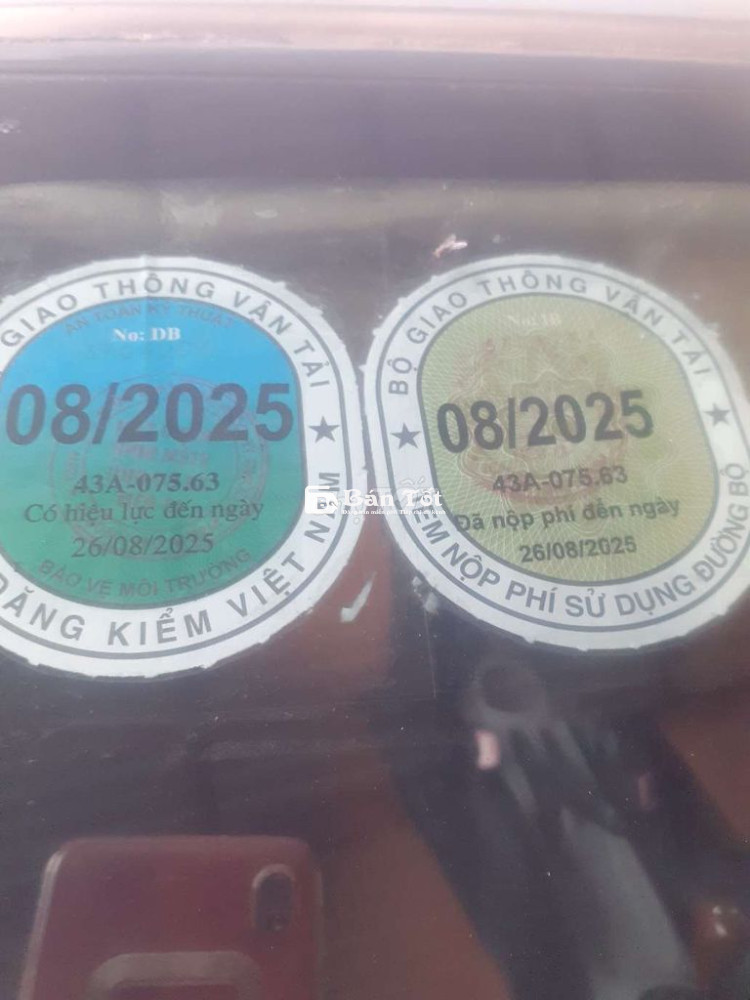 GIAO THÔNG VẬN TẢI
AN TOÀN KỸ THUẬT
No: DB
08/2025
43A-075.63
Có hiệu lực đến ngày
26/08/2025
BẢO VỆ MÔI TRƯỜNG
ĐĂNG KIỂM VIỆT NAM
BỘ GIAO THÔNG VẬN TẢI
08/2025
43A-075.63
Đã nộp phí đến ngày
26/08/2025
NỘP PHÍ SỬ DỤNG ĐƯỜNG BỘ
Bán Tốt